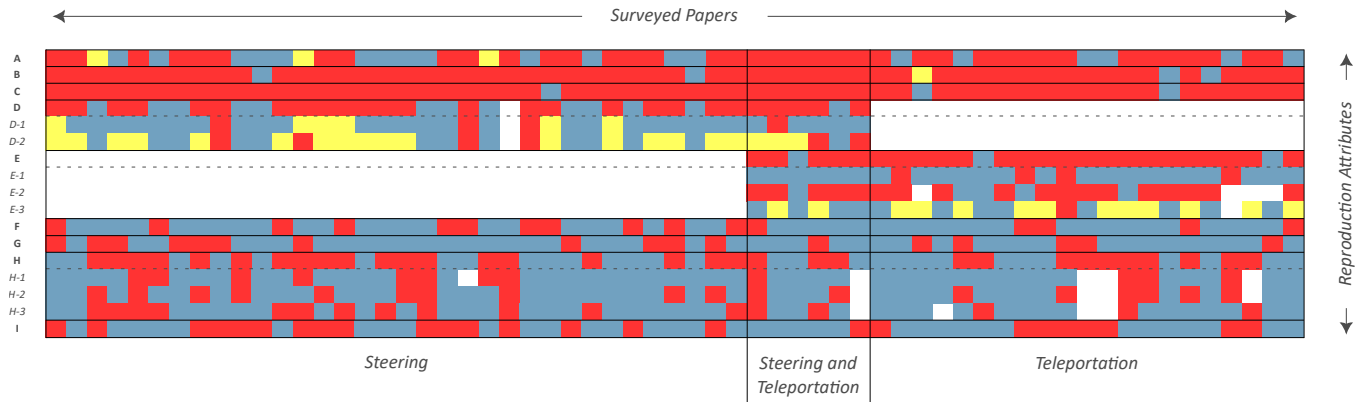 Surveyed Papers
A
B
C
D
D-1
D-2
E
E-1
E-2
E-3
F
G
H
H-1
H-2
H-3
I
Reproduction Attributes
Steering
Steering and
Teleportation
Teleportation